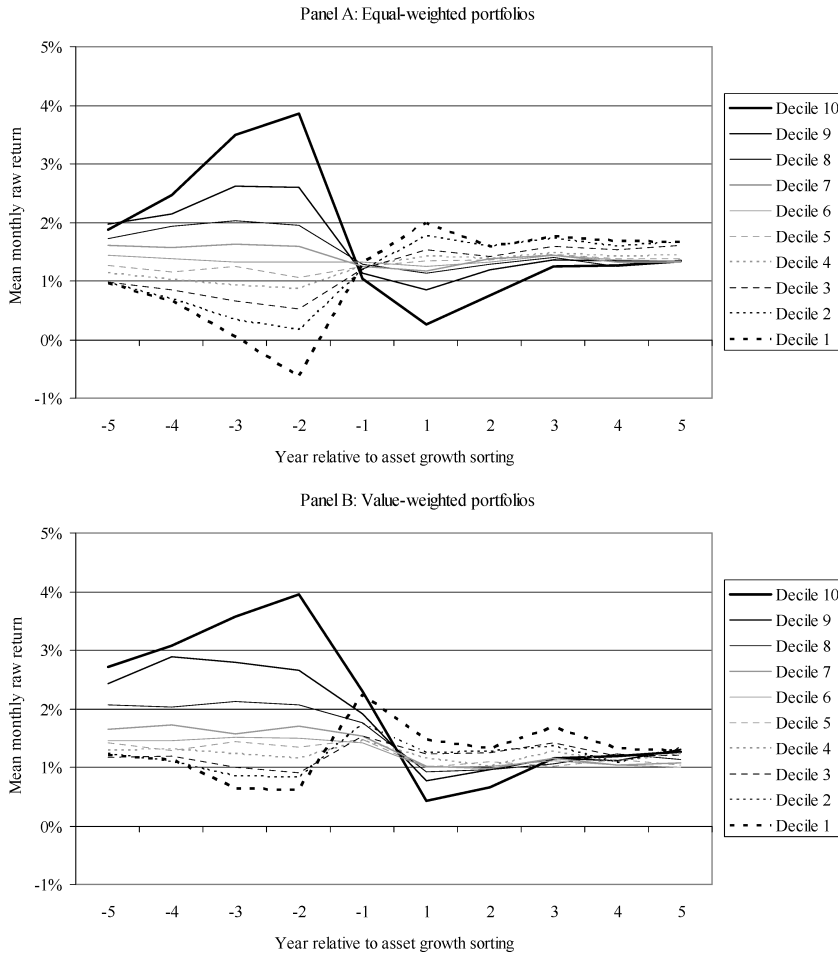 Panel A: Equal-weighted portfolios
5%
4%
3%
2%
1%
0%
-1%
Mean monthly raw return
-5 -4 -3 -2 -1 1 2 3 4 5
Year relative to asset growth sorting
Decile 10
Decile 9
Decile 8
Decile 7
Decile 6
Decile 5
Decile 4
Decile 3
Decile 2
Decile 1
Panel B: Value-weighted portfolios
5%
4%
3%
2%
1%
0%
-1%
Mean monthly raw return
-5 -4 -3 -2 -1 1 2 3 4 5
Year relative to asset growth sorting
Decile 10
Decile 9
Decile 8
Decile 7
Decile 6
Decile 5
Decile 4
Decile 3
Decile 2
Decile 1